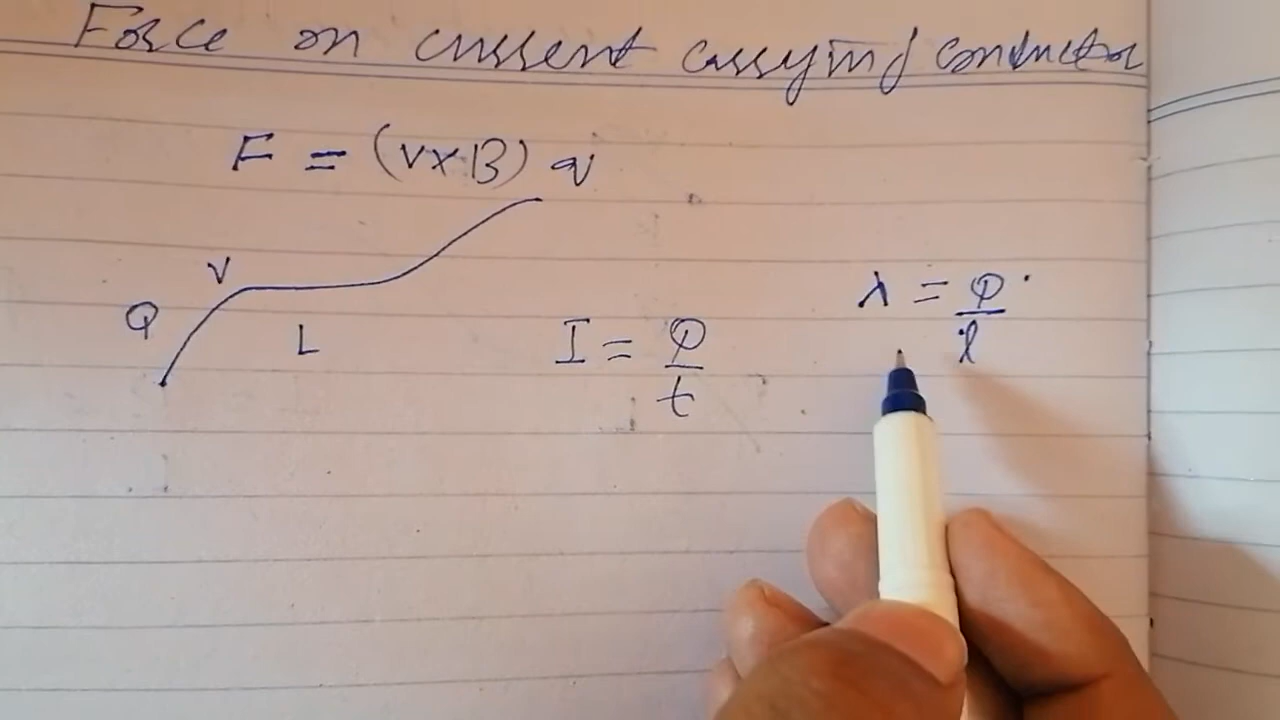 Force on current carrying conductor
F = (V×B) q
V
Q
L
I = Q/t
λ = Q/l